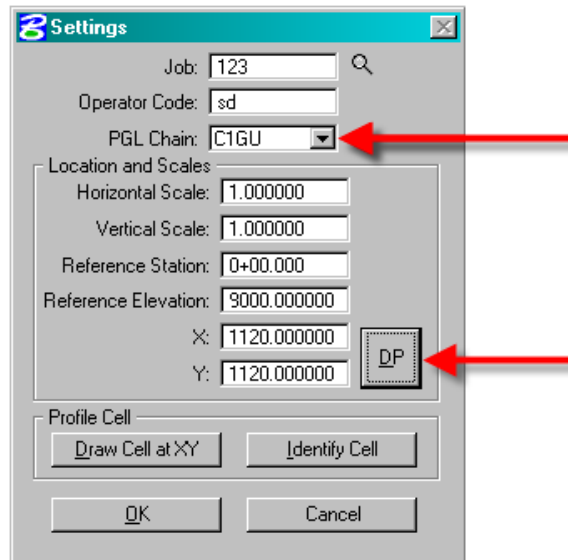 Settings
Job: 123
Operator Code: sd
PGL Chain: C1GU
Location and Scales
Horizontal Scale: 1.000000
Vertical Scale: 1.000000
Reference Station: 0+00.000
Reference Elevation: 9000.000000
X: 1120.000000
Y: 1120.000000
DP
Profile Cell
Draw Cell at XY Identify Cell
OK Cancel